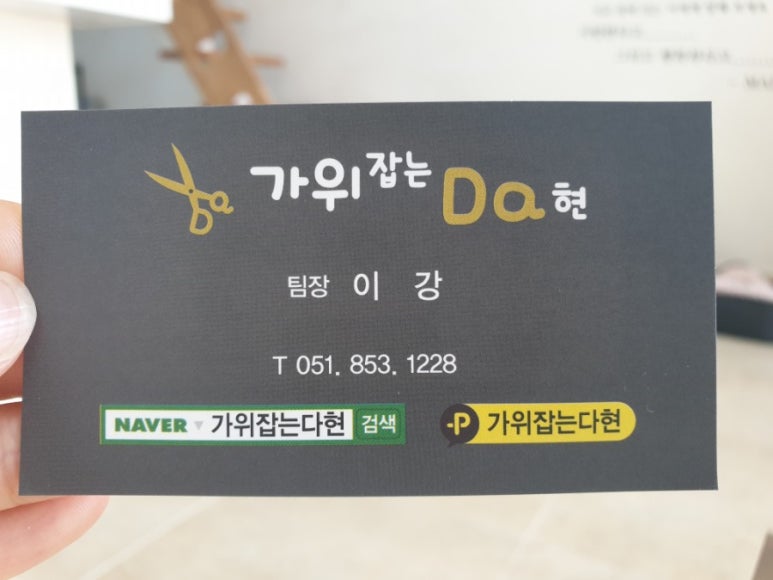 가위잡는Da현
팀장 이 강
T 051. 853. 1228
NAVER 가위잡는다현 검색
-P 가위잡는다현